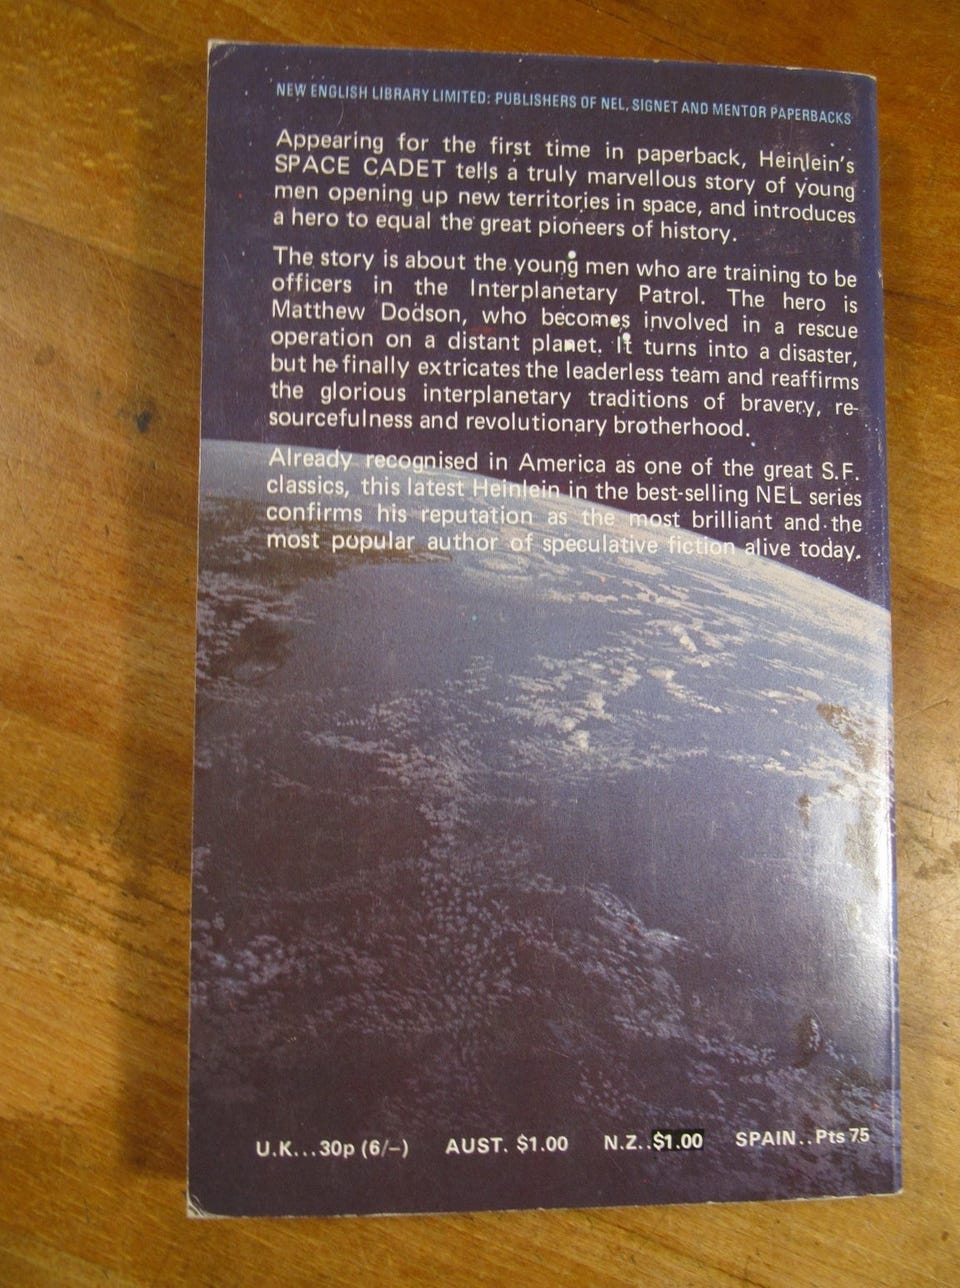 NEW ENGLISH LIBRARY LIMITED: PUBLISHERS OF NEL, SIGNET AND MENTOR PAPERBACKS
Appearing for the first time in paperback, Heinlein's
SPACE CADET tells a truly marvellous story of young
men opening up new territories in space, and introduces
a hero to equal the great pioneers of history.
The story is about the young men who are training to be
officers in the Interplanetary Patrol. The hero is
Matthew Dodson, who becomes involved in a rescue
operation on a distant planet. It turns into a disaster,
but he finally extricates the leaderless team and reaffirms
the glorious interplanetary traditions of bravery, re-
sourcefulness and revolutionary brotherhood.
Already recognised in America as one of the great S.F.
classics, this latest Heinlein in the best-selling NEL series
confirms his reputation as the most brilliant and the
most popular author of speculative fiction alive today.
U.K...30p (6/–) AUST. $1.00 N.Z..$1.00 SPAIN..Pts 75